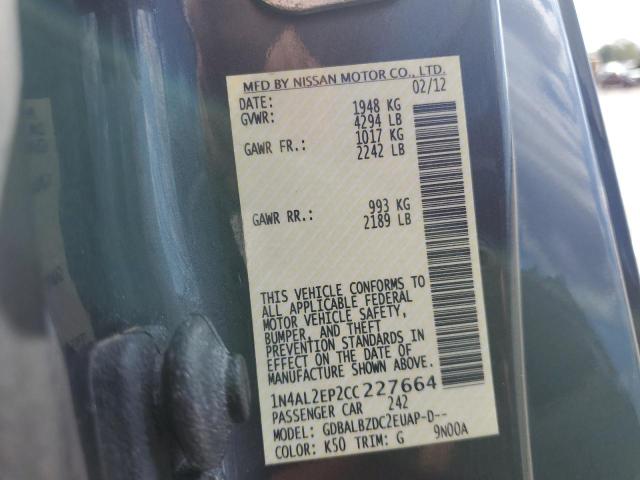 MFD BY NISSAN MOTOR CO., LTD.
DATE: 02/12
GVWR: 1948 KG
4294 LB
GAWR FR.: 1017 KG
2242 LB
GAWR RR.: 993 KG
2189 LB
THIS VEHICLE CONFORMS TO
ALL APPLICABLE FEDERAL
MOTOR VEHICLE SAFETY,
BUMPER, AND THEFT
PREVENTION STANDARDS IN
EFFECT ON THE DATE OF
MANUFACTURE SHOWN ABOVE.
1N4AL2EP2CC227664
PASSENGER CAR 242
MODEL: GDBALBZDC2EUAP-D--
COLOR: K50 TRIM: G 9N00A